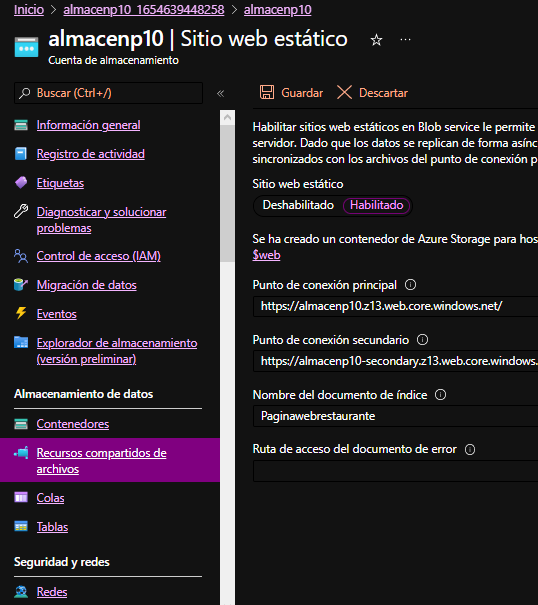 Inicio > almacenp10_1654639448258 > almacenp10
almacenp10 | Sitio web estático
Cuenta de almacenamiento
Buscar (Ctrl+/)
Guardar Descartar
Información general
Registro de actividad
Etiquetas
Diagnosticar y solucionar
problemas
Control de acceso (IAM)
Migración de datos
Eventos
Explorador de almacenamiento
(versión preliminar)
Almacenamiento de datos
Contenedores
Recursos compartidos de
archivos
Colas
Tablas
Seguridad y redes
Redes
Habilitar sitios web estáticos en Blob service le permite
servidor. Dado que los datos se replican de forma asínc
sincronizados con los archivos del punto de conexión p
Sitio web estático
Deshabilitado Habilitado
Se ha creado un contenedor de Azure Storage para hos
$web
Punto de conexión principal
https://almacenp10.z13.web.core.windows.net/
Punto de conexión secundario
https://almacenp10-secondary.z13.web.core.windows.
Nombre del documento de índice
Paginawebrestaurante
Ruta de acceso del documento de error